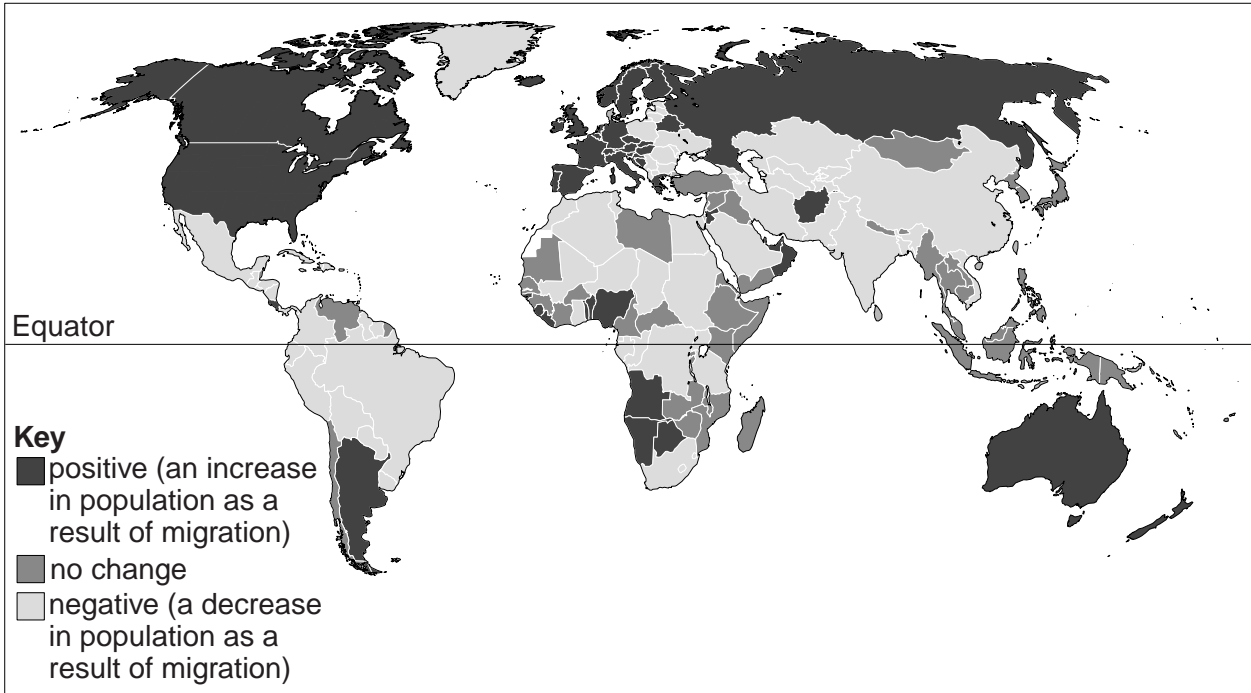 Equator
Key
positive (an increase
in population as a
result of migration)
no change
negative (a decrease
in population as a
result of migration)